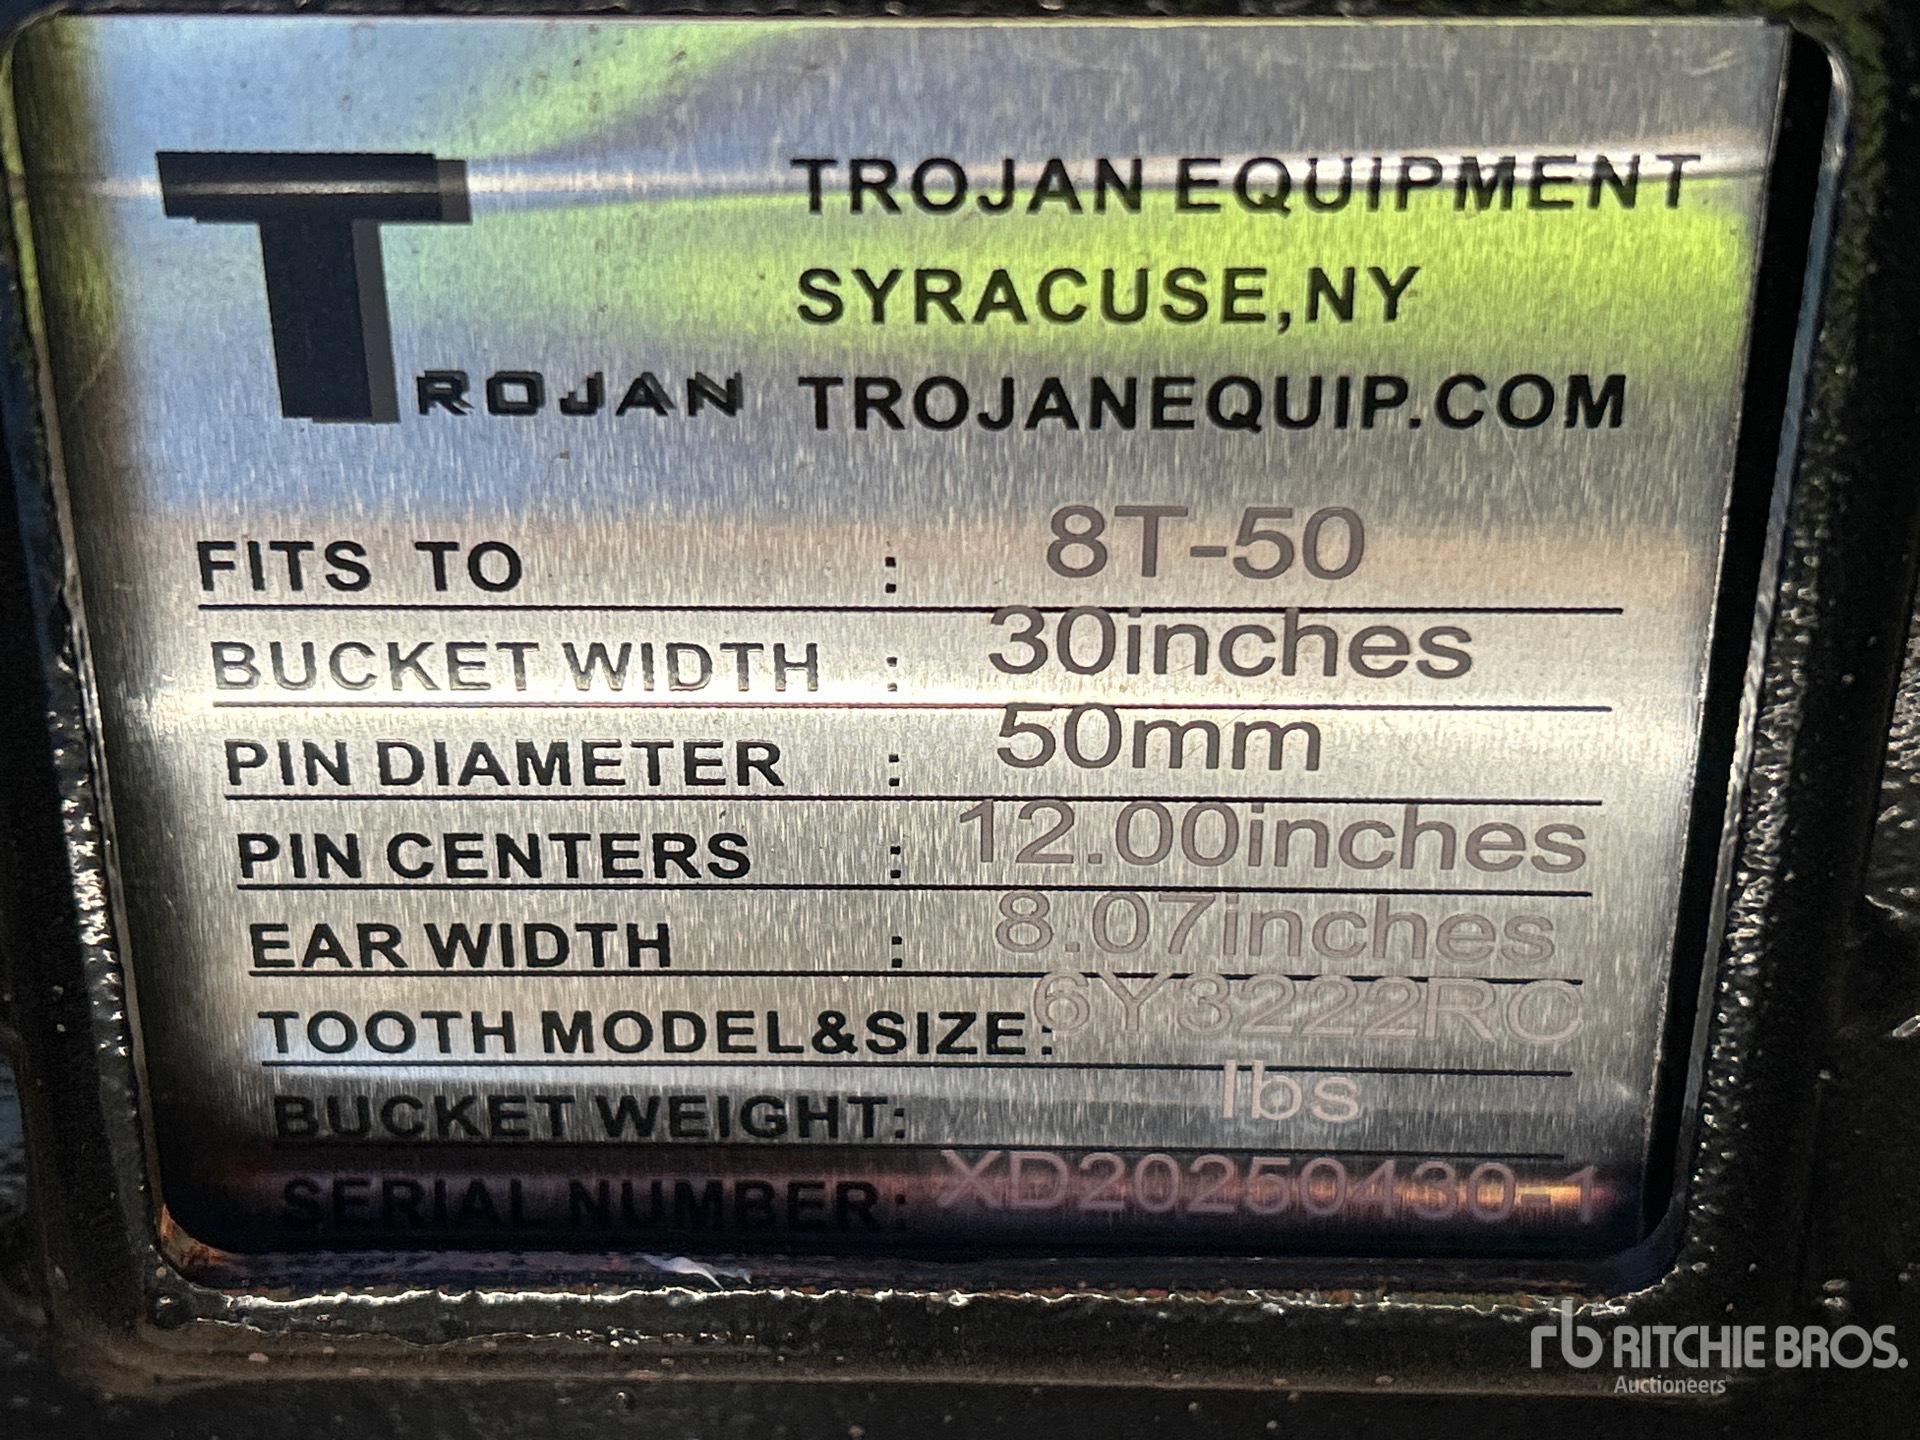 TROJAN
TROJAN EQUIPMENT
SYRACUSE,NY
TROJANEQUIP.COM
FITS TO : 8T-50
BUCKET WIDTH : 30inches
PIN DIAMETER : 50mm
PIN CENTERS : 12.00inches
EAR WIDTH : 8.07inches
TOOTH MODEL&SIZE: 6Y3222RC
BUCKET WEIGHT: lbs
SERIAL NUMBER: XD20250430-1
rb RITCHIE BROS.
Auctioneers